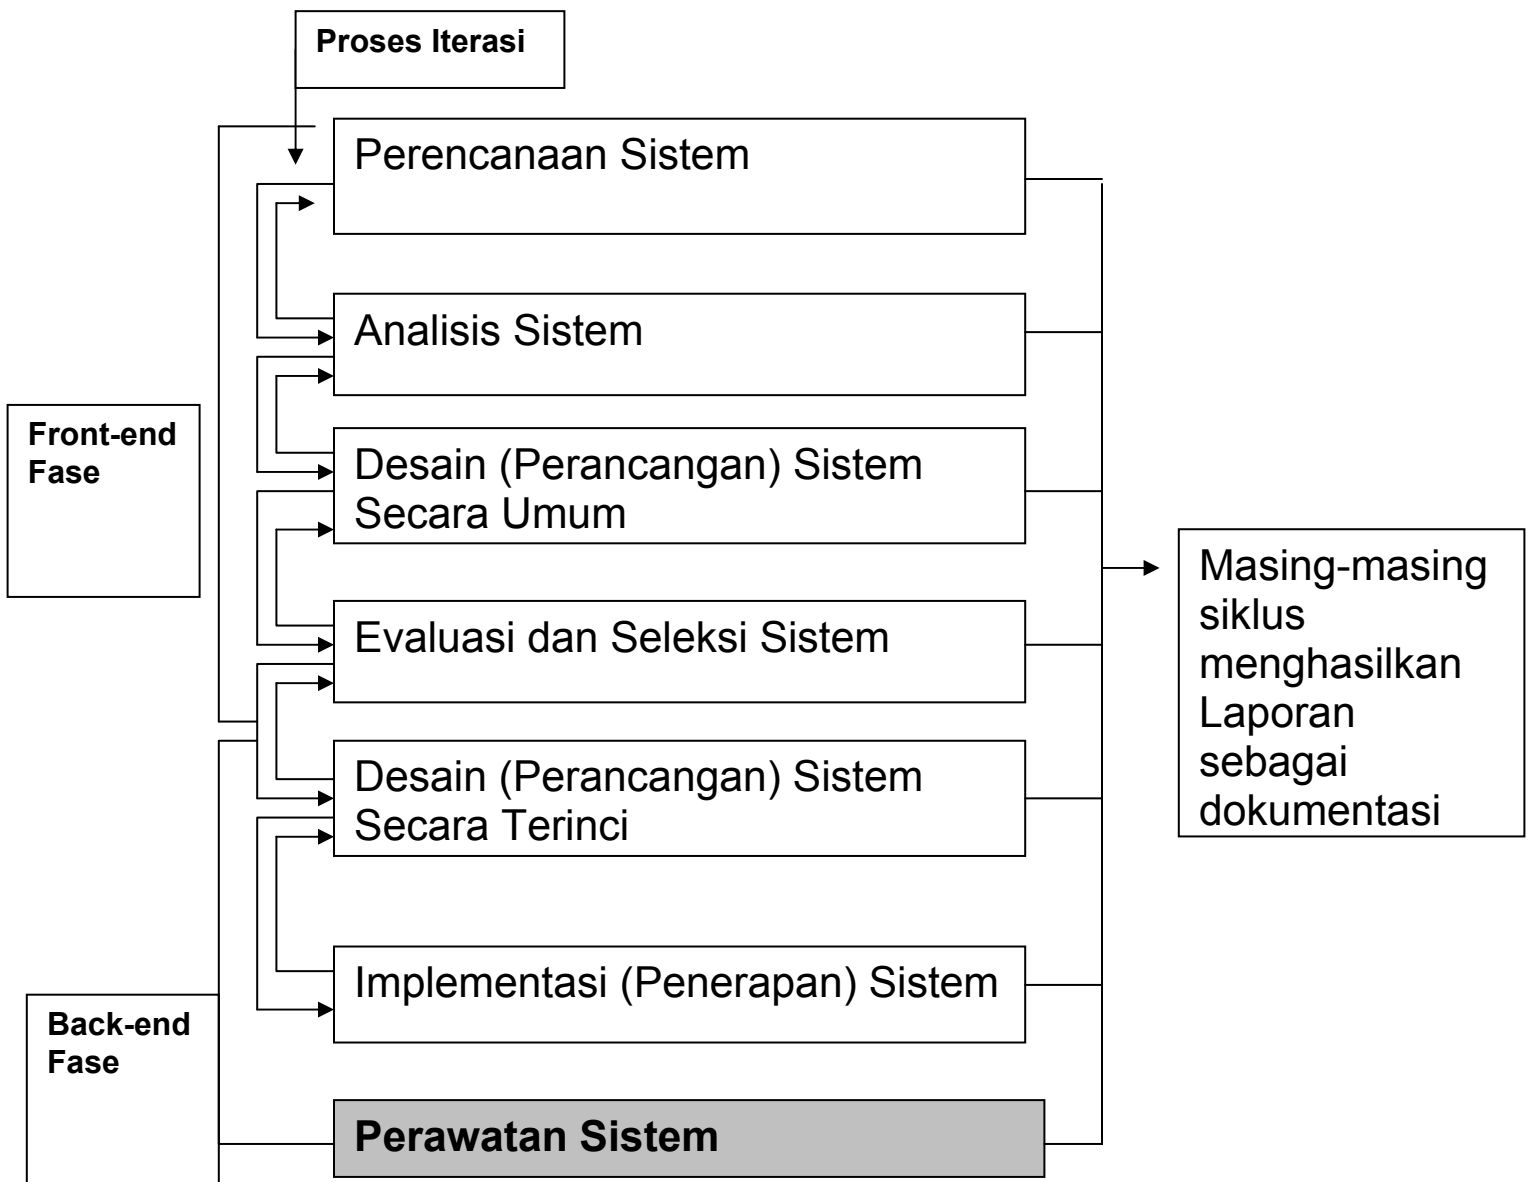 Proses Iterasi
Perencanaan Sistem
Analisis Sistem
Front-end
Fase
Desain (Perancangan) Sistem
Secara Umum
Masing-masing
siklus
menghasilkan
Laporan
sebagai
dokumentasi
Evaluasi dan Seleksi Sistem
Desain (Perancangan) Sistem
Secara Terinci
Implementasi (Penerapan) Sistem
Back-end
Fase
Perawatan Sistem